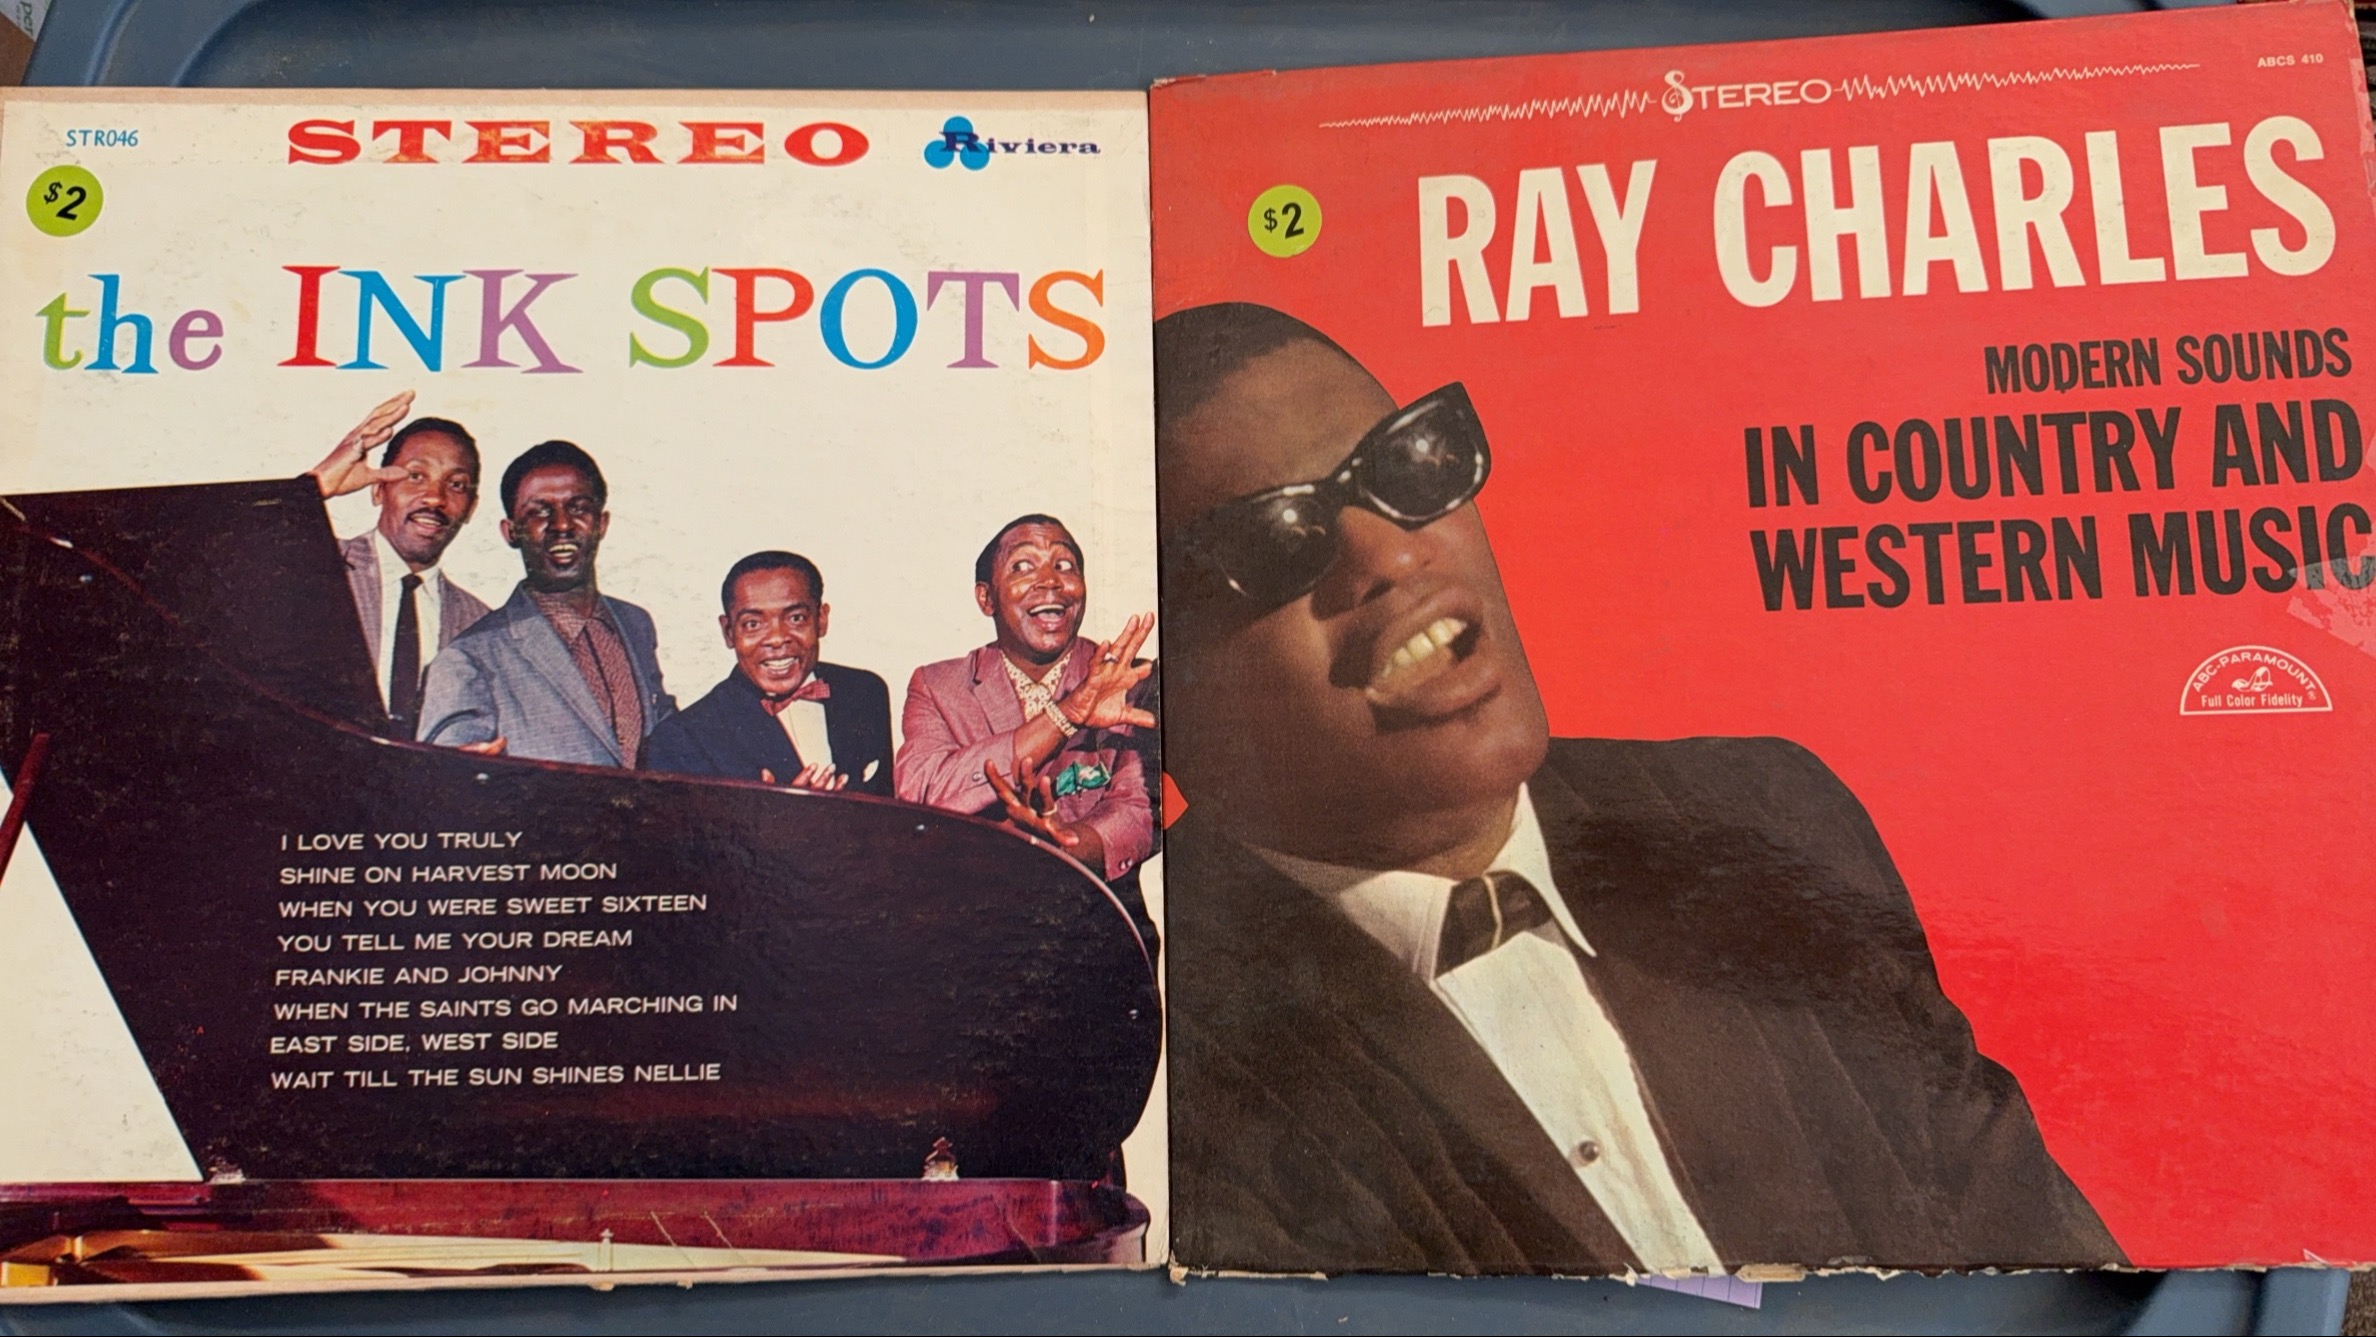 STR046
STEREO
Riviera
$2
the INK SPOTS
I LOVE YOU TRULY
SHINE ON HARVEST MOON
WHEN YOU WERE SWEET SIXTEEN
YOU TELL ME YOUR DREAM
FRANKIE AND JOHNNY
WHEN THE SAINTS GO MARCHING IN
EAST SIDE, WEST SIDE
WAIT TILL THE SUN SHINES NELLIE
ABCS 410
STEREO
$2
RAY CHARLES
MODERN SOUNDS
IN COUNTRY AND
WESTERN MUSIC
ABC-PARAMOUNT
Full Color Fidelity